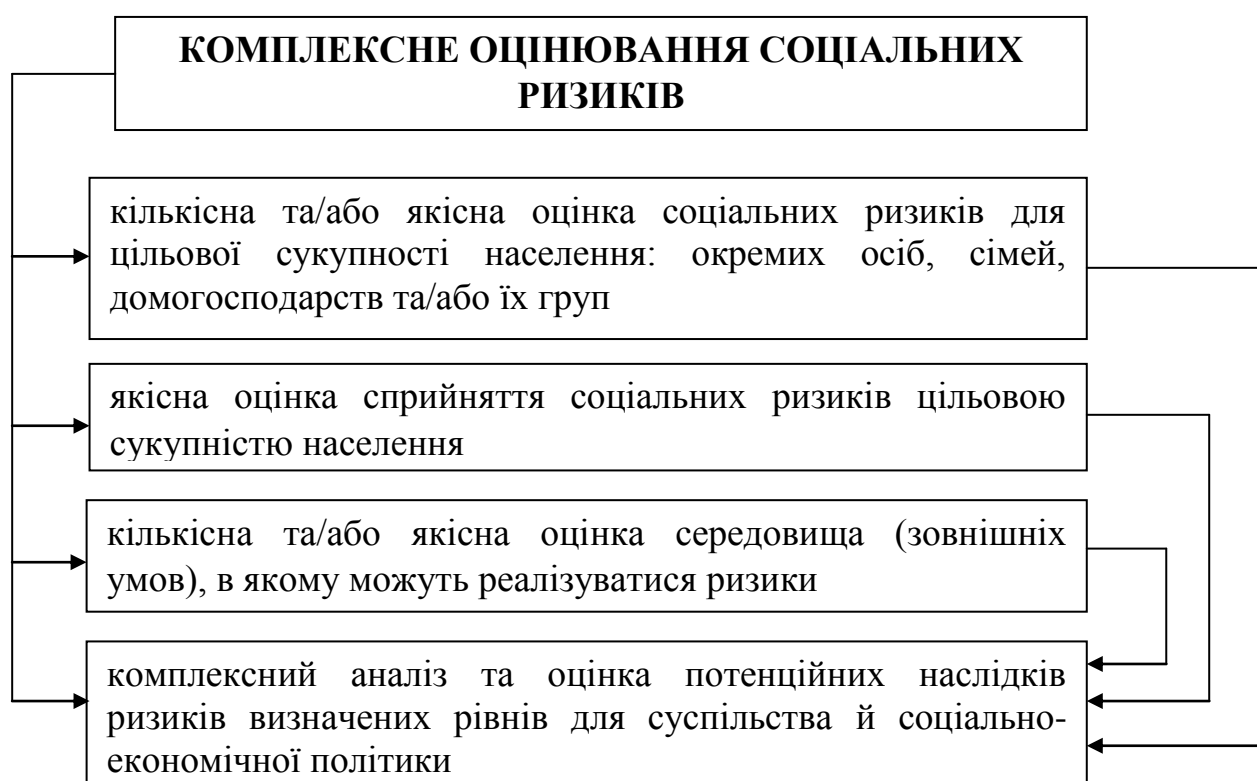 КОМПЛЕКСНЕ ОЦІНЮВАННЯ СОЦІАЛЬНИХ
РИЗИКІВ
кількісна та/або якісна оцінка соціальних ризиків для
цільової сукупності населення: окремих осіб, сімей,
домогосподарств та/або їх груп
якісна оцінка сприйняття соціальних ризиків цільовою
сукупністю населення
кількісна та/або якісна оцінка середовища (зовнішніх
умов), в якому можуть реалізуватися ризики
комплексний аналіз та оцінка потенційних наслідків
ризиків визначених рівнів для суспільства й соціально-
економічної політики